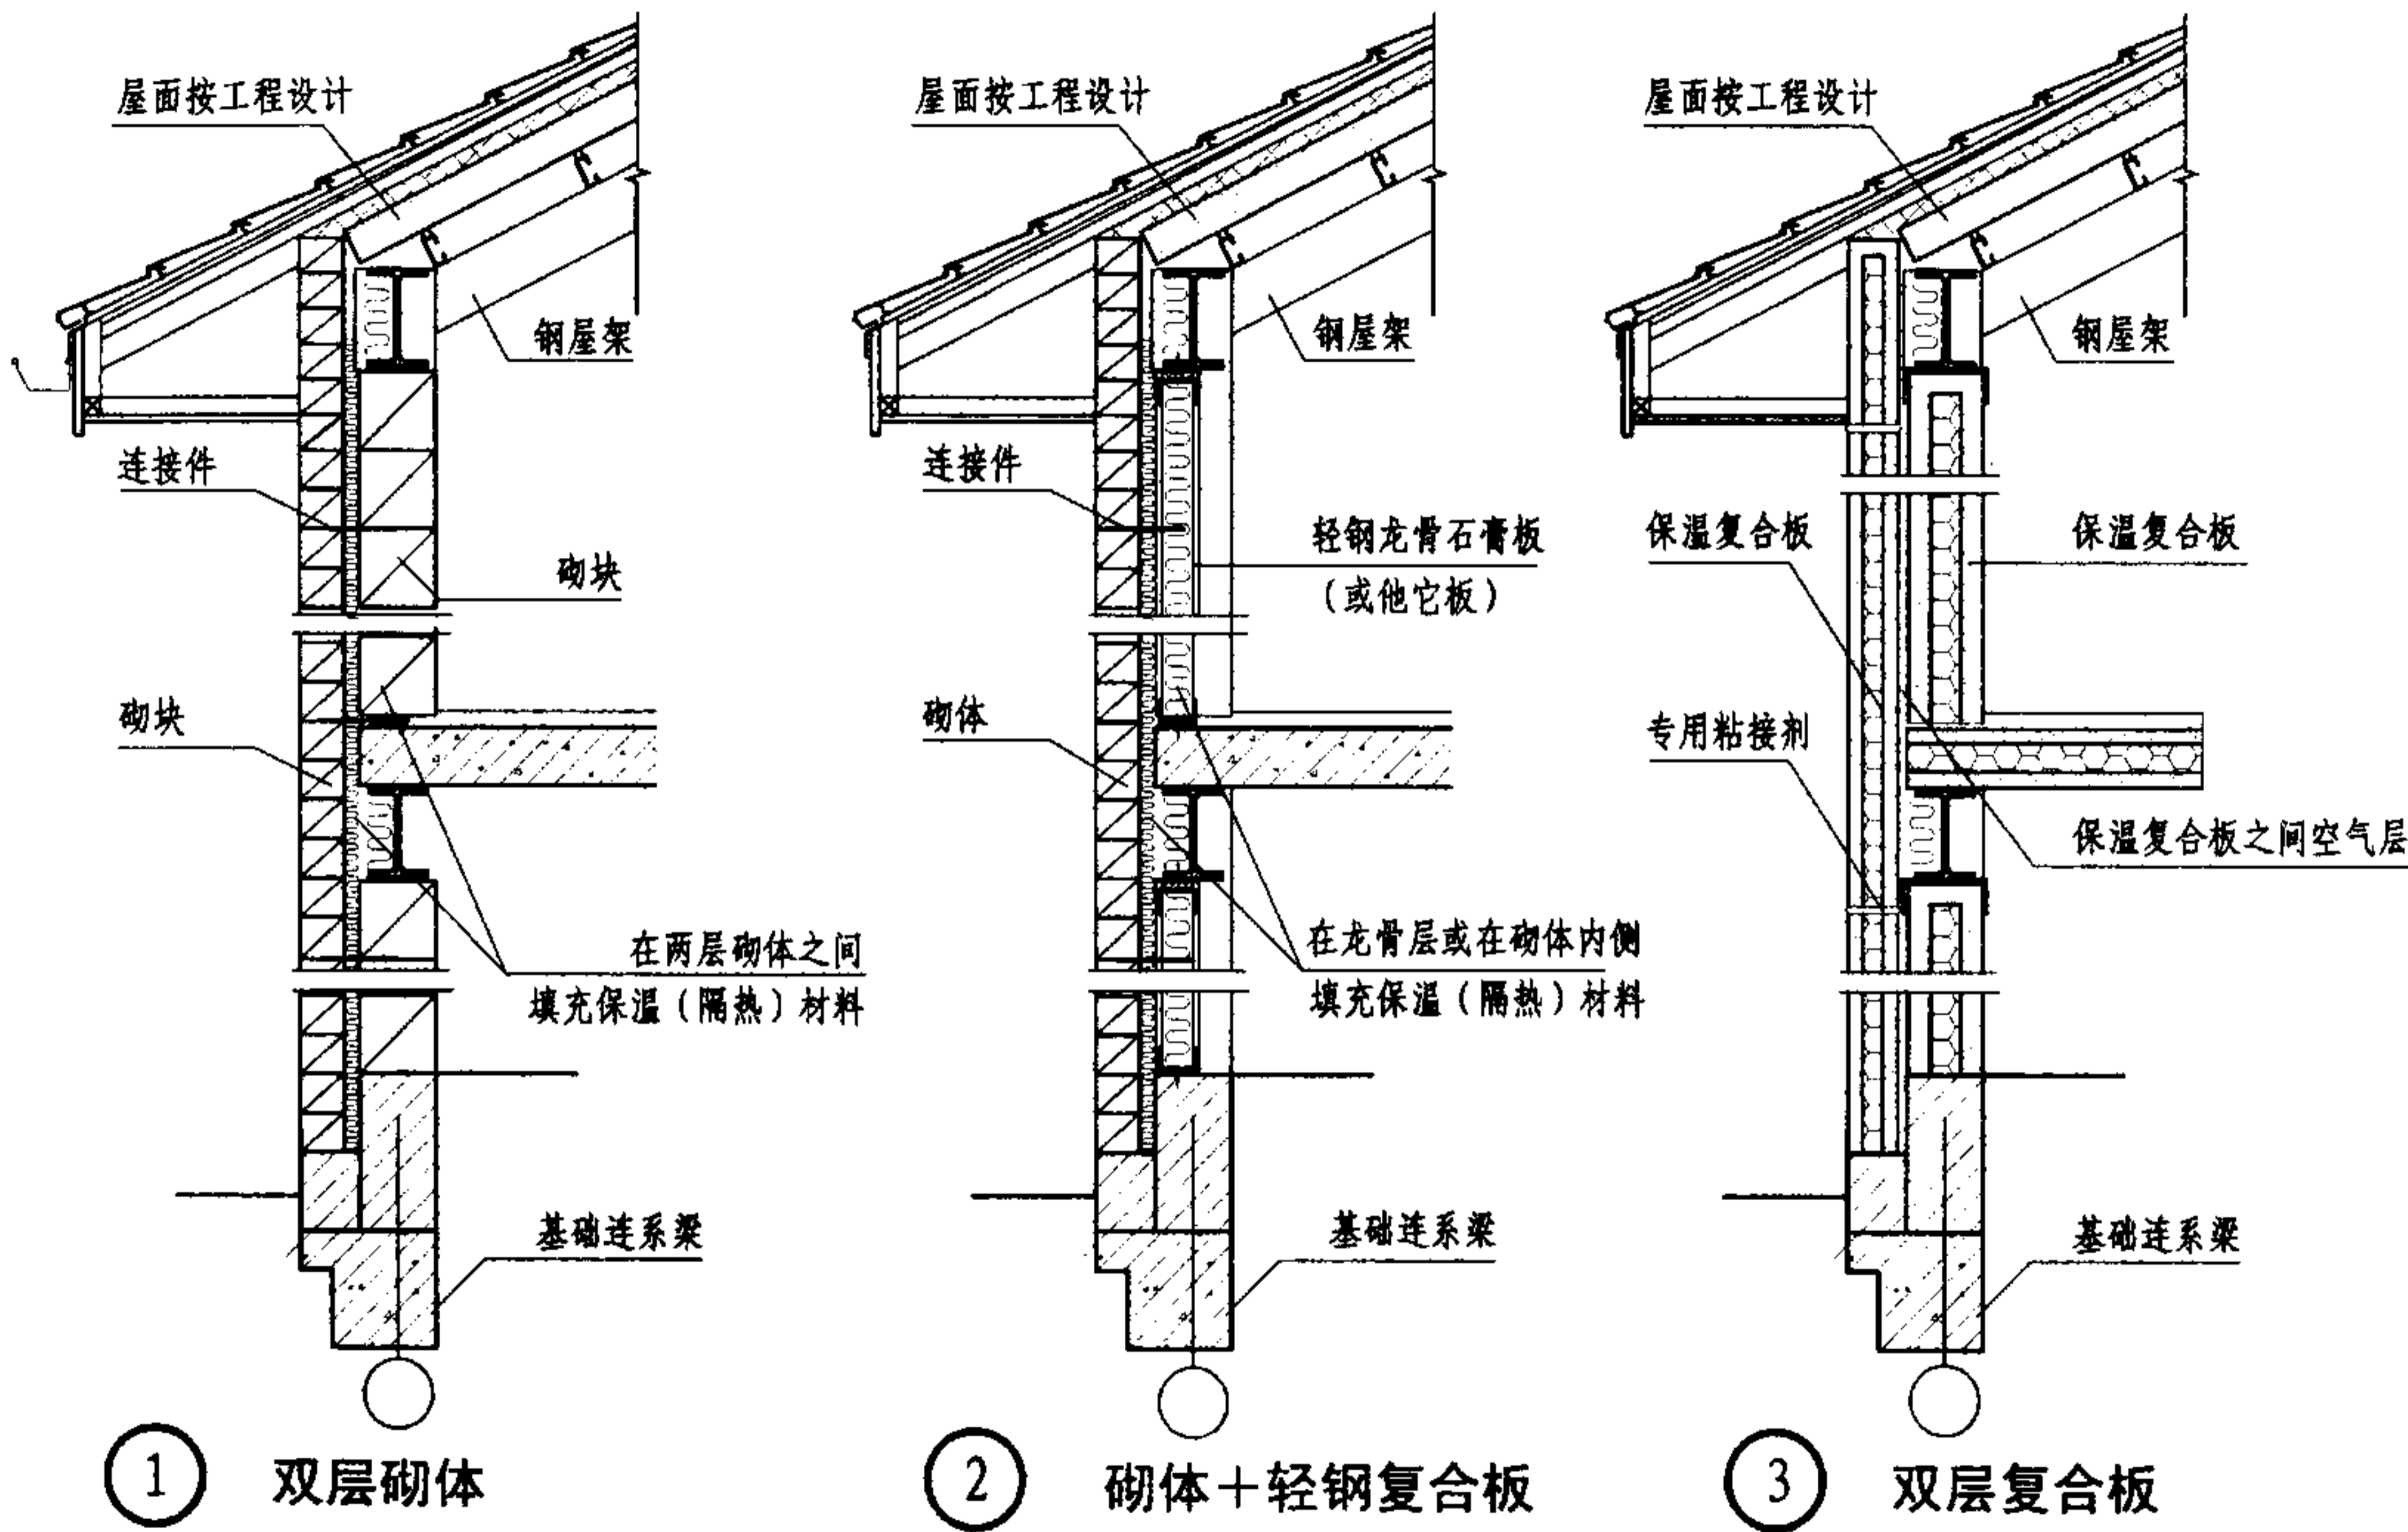 屋面按工程设计
钢屋架
连接件
砌块
砌块
在两层砌体之间
填充保温(隔热)材料
基础连系梁
1 双层砌体
屋面按工程设计
钢屋架
连接件
轻钢龙骨石膏板
(或他它板)
砌体
在龙骨层或在砌体内侧
填充保温(隔热)材料
基础连系梁
2 砌体+轻钢复合板
屋面按工程设计
钢屋架
保温复合板
保温复合板
专用粘接剂
保温复合板之间空气层
基础连系梁
3 双层复合板